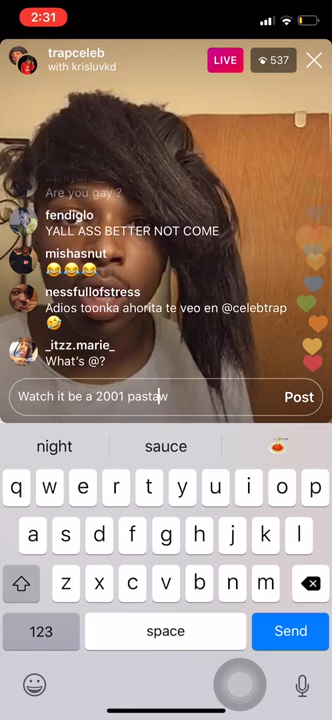 2:31
trapceleb
with krisluvkd
LIVE
537
Are you gay ?
fendiglo
YALL ASS BETTER NOT COME
mishasnut
😂😂😂
nessfullofstress
Adios toonka ahorita te veo en @celebtrap
🤣
_itzz.marie_
What's @?
Watch it be a 2001 pastaw
Post
night
sauce
🍝
q w e r t y u i o p
a s d f g h j k l
z x c v b n m
123
space
Send